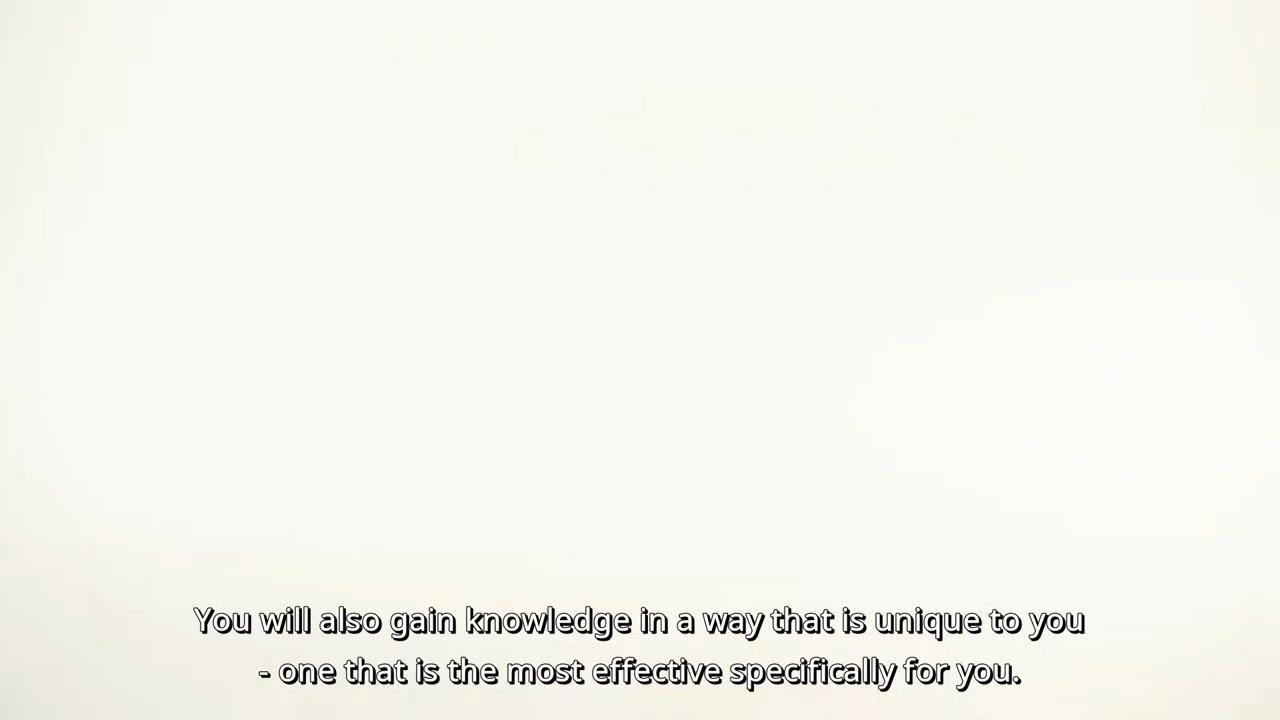 You will also gain knowledge in a way that is unique to you
- one that is the most effective specifically for you.